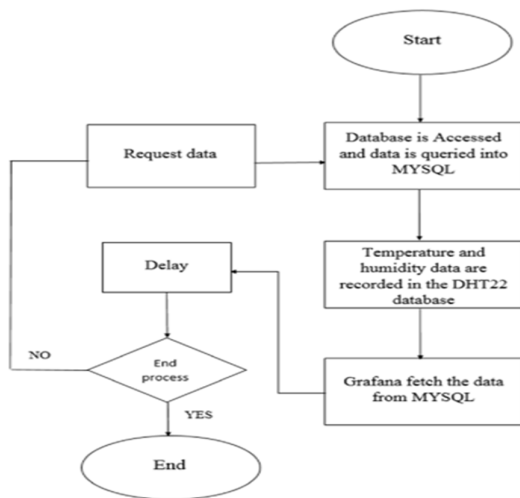 Start
Request data
Database is Accessed
and data is queried into
MYSQL
Temperature and
humidity data are
recorded in the DHT22
database
Delay
Grafana fetch the data
from MYSQL
End
process
NO
YES
End